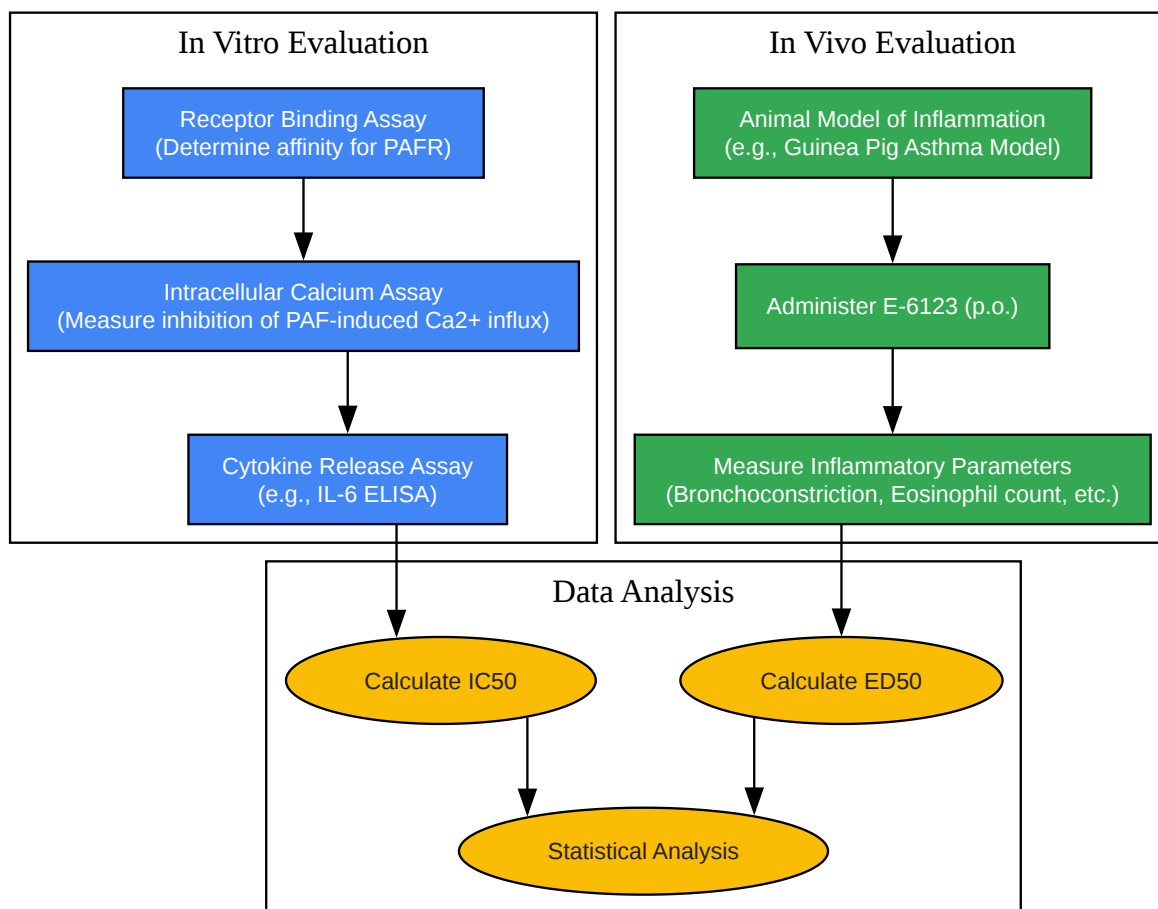 In Vitro Evaluation
Receptor Binding Assay
(Determine affinity for PAFR)
Intracellular Calcium Assay
(Measure inhibition of PAF-induced Ca2+ influx)
Cytokine Release Assay
(e.g., IL-6 ELISA)
In Vivo Evaluation
Animal Model of Inflammation
(e.g., Guinea Pig Asthma Model)
Administer E-6123 (p.o.)
Measure Inflammatory Parameters
(Bronchoconstriction, Eosinophil count, etc.)
Data Analysis
Calculate IC50
Calculate ED50
Statistical Analysis